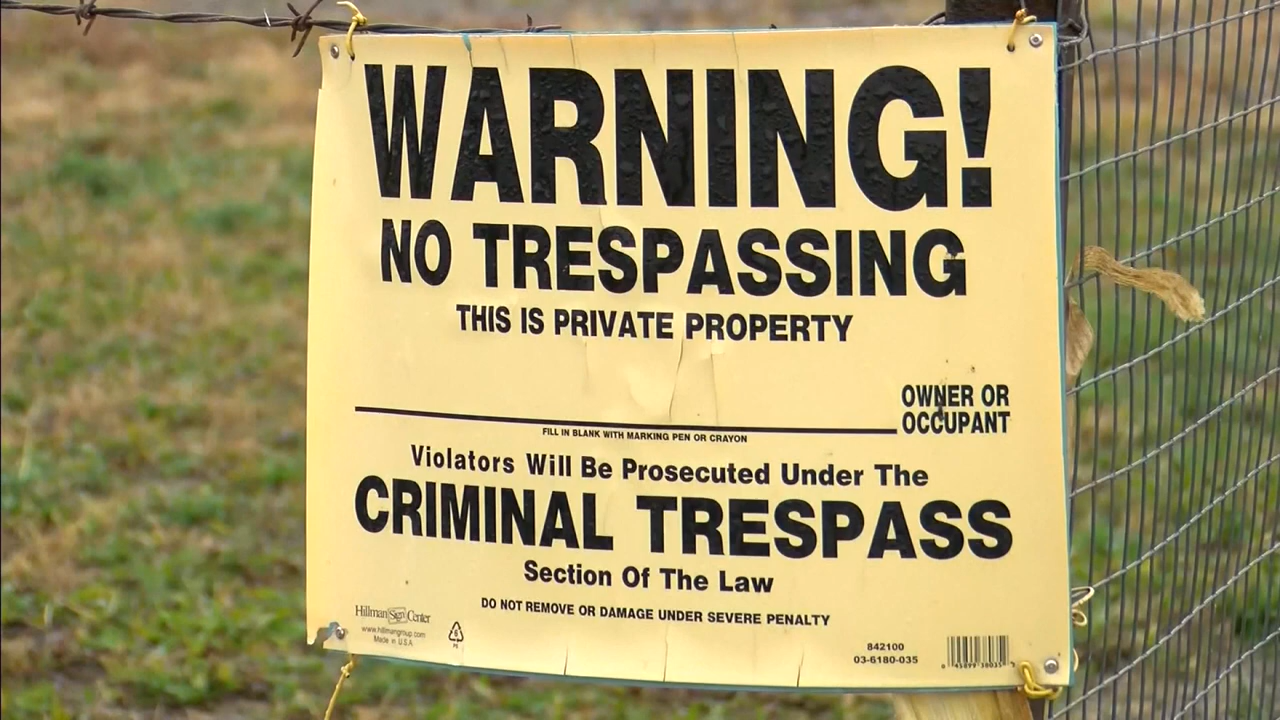 WARNING!
NO TRESPASSING
THIS IS PRIVATE PROPERTY
OWNER OR
OCCUPANT
FILL IN BLANK WITH MARKING PEN OR CRAYON
Violators Will Be Prosecuted Under The
CRIMINAL TRESPASS
Section Of The Law
DO NOT REMOVE OR DAMAGE UNDER SEVERE PENALTY
Hillman Sign Center
www.hillmangroup.com
Made in U.S.A.
842100
03-6180-035